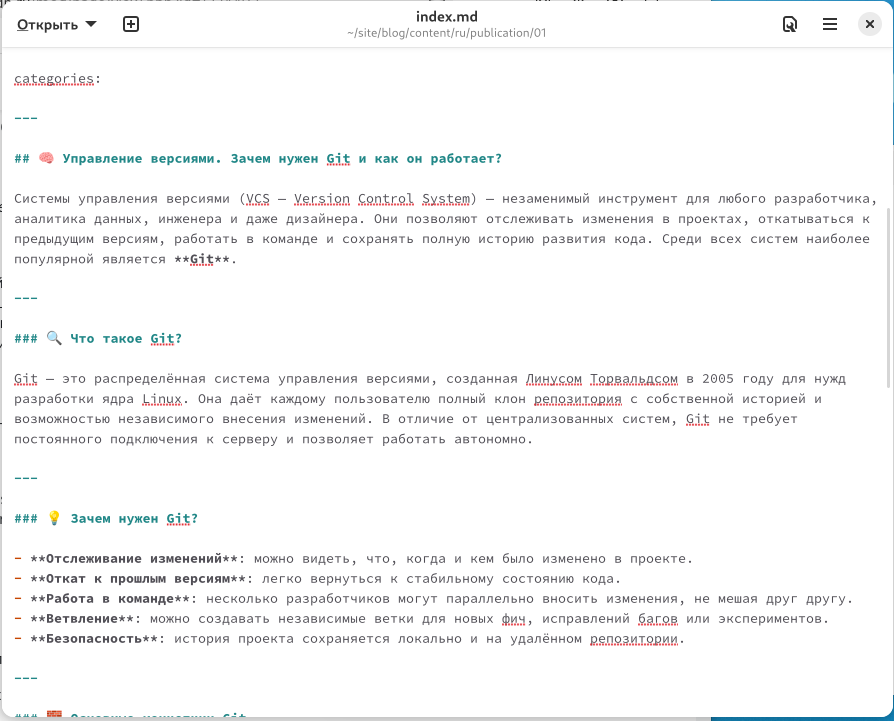 Открыть
index.md
~/site/blog/content/ru/publication/01
categories:
---
## 🧠 Управление версиями. Зачем нужен Git и как он работает?
Системы управления версиями (VCS — Version Control System) — незаменимый инструмент для любого разработчика,
аналитика данных, инженера и даже дизайнера. Они позволяют отслеживать изменения в проектах, откатываться к
предыдущим версиям, работать в команде и сохранять полную историю развития кода. Среди всех систем наиболее
популярной является **Git**.
---
### 🔍 Что такое Git?
Git — это распределённая система управления версиями, созданная Линусом Торвальдсом в 2005 году для нужд
разработки ядра Linux. Она даёт каждому пользователю полный клон репозитория с собственной историей и
возможностью независимого внесения изменений. В отличие от централизованных систем, Git не требует
постоянного подключения к серверу и позволяет работать автономно.
---
### 💡 Зачем нужен Git?
- **Отслеживание изменений**: можно видеть, что, когда и кем было изменено в проекте.
- **Откат к прошлым версиям**: легко вернуться к стабильному состоянию кода.
- **Работа в команде**: несколько разработчиков могут параллельно вносить изменения, не мешая друг другу.
- **Ветвление**: можно создавать независимые ветки для новых фич, исправлений багов или экспериментов.
- **Безопасность**: история проекта сохраняется локально и на удалённом репозитории.
---